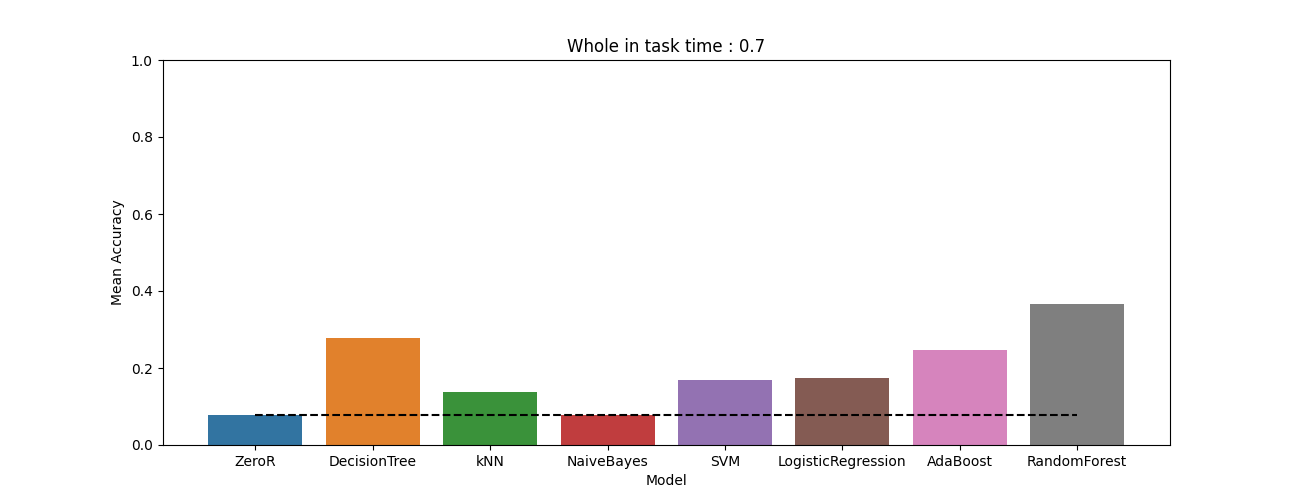 Whole in task time : 0.7
1.0
0.8
0.6
0.4
0.2
0.0
Mean Accuracy
ZeroR DecisionTree kNN NaiveBayes SVM LogisticRegression AdaBoost RandomForest
Model